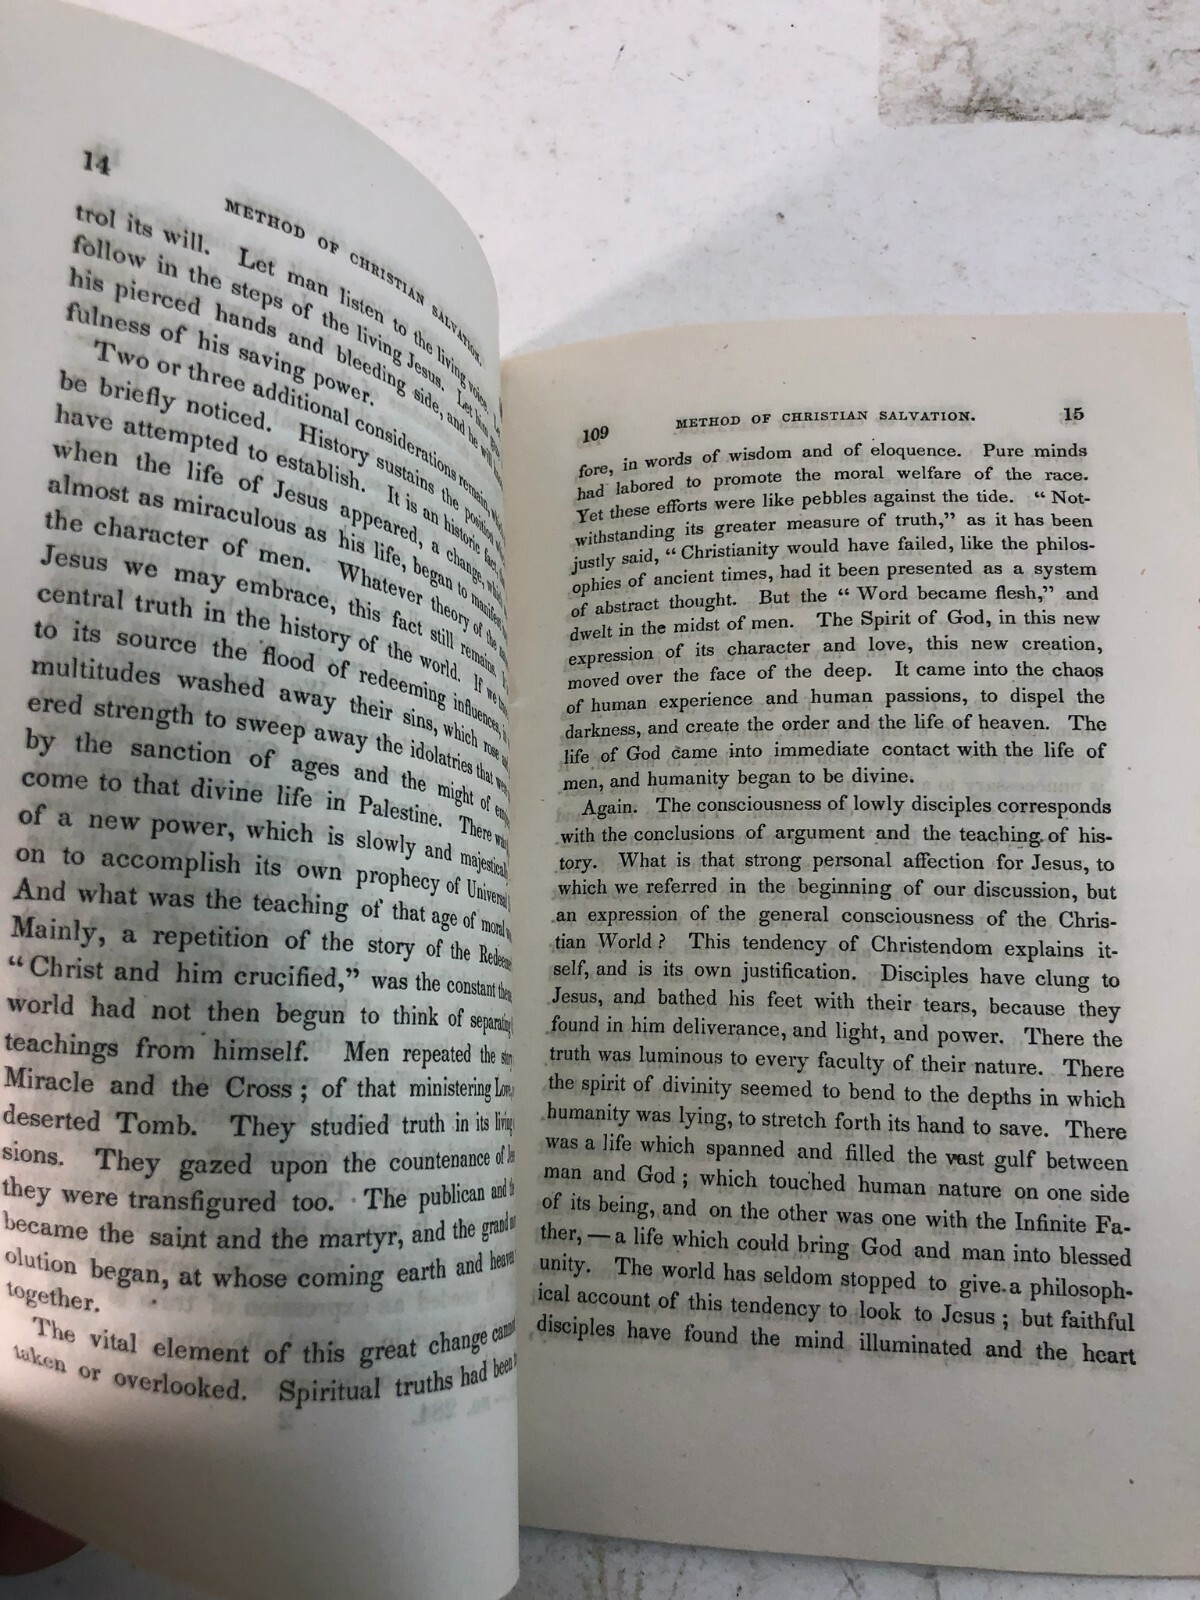 14
METHOD OF CHRISTIAN SALVATION.
trol its will. Let man listen to the living voice. Let
follow in the steps of the living Jesus. Let him
his pierced hands and bleeding side, and he will
fulness of his saving power.
Two or three additional considerations remain,
be briefly noticed. History sustains the position
have attempted to establish. It is an historic fact,
when the life of Jesus appeared, a change,
almost as miraculous as his life, began to manifest
the character of men. Whatever theory of the
Jesus we may embrace, this fact still remains.
central truth in the history of the world. If we
to its source the flood of redeeming influences,
multitudes washed away their sins, which rose
ered strength to sweep away the idolatries that
by the sanction of ages and the might of
come to that divine life in Palestine. There
of a new power, which is slowly and
on to accomplish its own prophecy of
And what was the teaching of that age of moral
Mainly, a repetition of the story of the
“Christ and him crucified,” was the constant
world had not then begun to think of separating
teachings from himself. Men repeated the
Miracle and the Cross; of that ministering
deserted Tomb. They studied truth in its
sions. They gazed upon the countenance of
they were transfigured too. The publican and
became the saint and the martyr, and the grand
olution began, at whose coming earth and
together.
The vital element of this great change
taken or overlooked. Spiritual truths had been
109 METHOD OF CHRISTIAN SALVATION. 15
fore, in words of wisdom and of eloquence. Pure minds
had labored to promote the moral welfare of the race.
Yet these efforts were like pebbles against the tide. “Not-
withstanding its greater measure of truth,” as it has been
justly said, “Christianity would have failed, like the philos-
ophies of ancient times, had it been presented as a system
of abstract thought. But the “Word became flesh,” and
dwelt in the midst of men. The Spirit of God, in this new
expression of its character and love, this new creation,
moved over the face of the deep. It came into the chaos
of human experience and human passions, to dispel the
darkness, and create the order and the life of heaven. The
life of God came into immediate contact with the life of
men, and humanity began to be divine.
Again. The consciousness of lowly disciples corresponds
with the conclusions of argument and the teaching of his-
tory. What is that strong personal affection for Jesus, to
which we referred in the beginning of our discussion, but
an expression of the general consciousness of the Chris-
tian World? This tendency of Christendom explains it-
self, and is its own justification. Disciples have clung to
Jesus, and bathed his feet with their tears, because they
found in him deliverance, and light, and power. There the
truth was luminous to every faculty of their nature. There
the spirit of divinity seemed to bend to the depths in which
humanity was lying, to stretch forth its hand to save. There
was a life which spanned and filled the vast gulf between
man and God; which touched human nature on one side
of its being, and on the other was one with the Infinite Fa-
ther,—a life which could bring God and man into blessed
unity. The world has seldom stopped to give a philosoph-
ical account of this tendency to look to Jesus; but faithful
disciples have found the mind illuminated and the heart